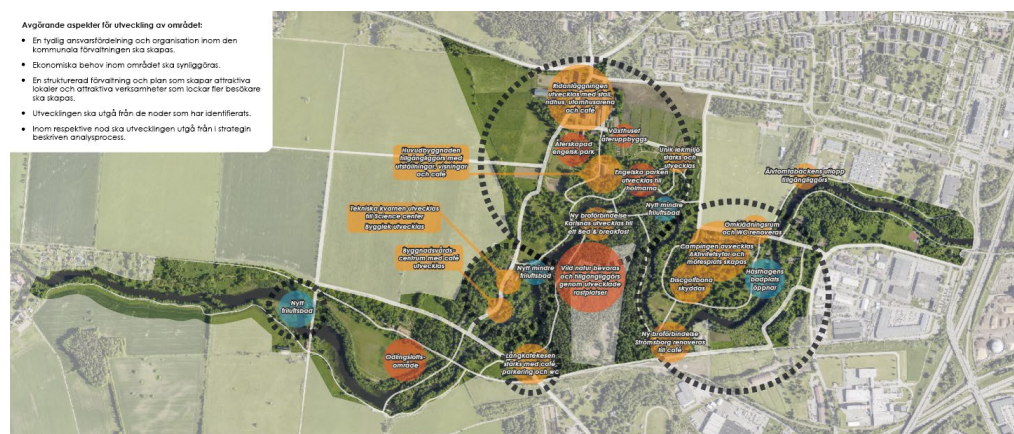 Avgörande aspekter för utveckling av området:
• En tydlig ansvarsfördelning och organisation inom den
kommunala förvaltningen ska skapas.
• Ekonomiska behov inom området ska synliggöras.
• En strukturerad förvaltning och plan som skapar attraktiva
lokaler och attraktiva verksamheter som lockar fler besökare
ska skapas.
• Utvecklingen ska utgå från de noder som har identifierats.
• Inom respektive nod ska utvecklingen utgå från i strategin
beskriven analysprocess.
Ridanläggningen
utvecklas med stall,
ridhus, utomhusarena
och café
Växthuset
återuppbyggs
Återskapad
engelsk park
Huvudbyggnaden
tillgängliggörs med
utställningar, visningar
och café
Unik lekmiljö
stärks och
utvecklas
Engelska parken
utvecklas till
holmarna
Älvtomtabäckens utlopp
tillgängliggörs
Nytt mindre
friluftsbad
Tekniska Kvarnen utvecklas
till Science center
Bygglek utvecklas
Ny broförbindelse
Karlsnäs utvecklas till
ett Bed & breakfast
Omklädningsrum
och WC renoveras
Campingen avvecklas
Aktivitetsytor och
mötesplats skapas
Byggnadsvårds-
centrum med café
utvecklas
Nytt mindre
friluftsbad
Vild natur bevaras
och tillgängliggörs
genom utvecklade
rastplatser
Discgolfbana
skyddas
Hästhagens
badplats
öppnar
Nytt
friluftsbad
Ny broförbindelse
Strömsborg renoveras
till café
Odlingslotts-
område
Långkatekesen
stärks med café,
parkering och wc